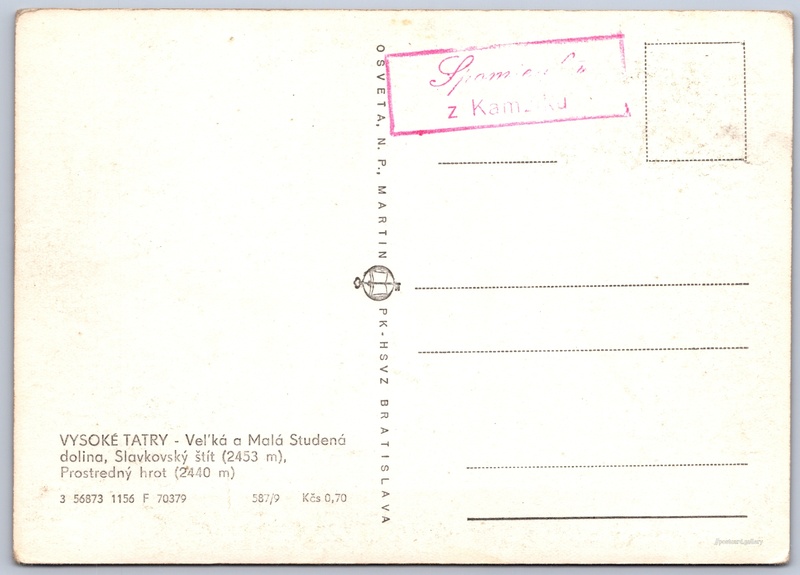 OSVETA, N. P., MARTIN
PK-HSVZ BRATISLAVA
z
VYSOKÉ TATRY - Veľká a Malá Studená
dolina, Slavkovský štít (2453 m),
Prostredný hrot (2440 m)
3 56873 1156 F 70379 587/9 Kčs 0,70